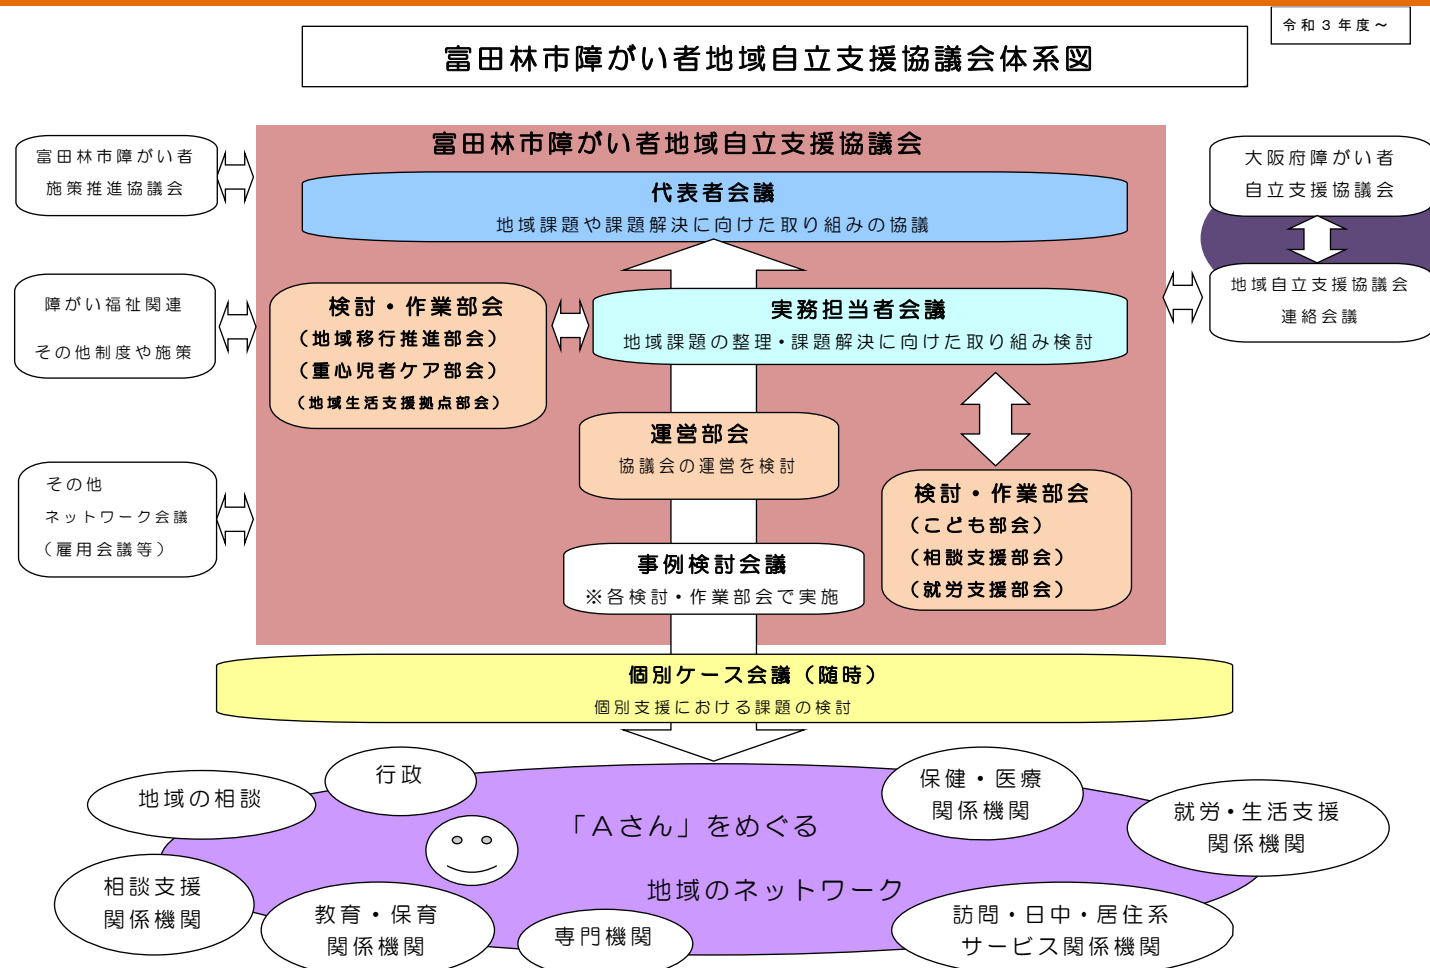 令和３年度～
富田林市障がい者地域自立支援協議会体系図
富田林市障がい者地域自立支援協議会
代表者会議
地域課題や課題解決に向けた取り組みの協議
富田林市障がい者
施策推進協議会
大阪府障がい者
自立支援協議会
地域自立支援協議会
連絡会議
障がい福祉関連
その他制度や施策
検討・作業部会
（地域移行推進部会）
（重心児者ケア部会）
（地域生活支援拠点部会）
実務担当者会議
地域課題の整理・課題解決に向けた取り組み検討
運営部会
協議会の運営を検討
その他
ネットワーク会議
（雇用会議等）
検討・作業部会
（こども部会）
（相談支援部会）
（就労支援部会）
事例検討会議
※各検討・作業部会で実施
個別ケース会議（随時）
個別支援における課題の検討
行政
地域の相談
保健・医療
関係機関
就労・生活支援
関係機関
「Ａさん」をめぐる
地域のネットワーク
相談支援
関係機関
教育・保育
関係機関
専門機関
訪問・日中・居住系
サービス関係機関